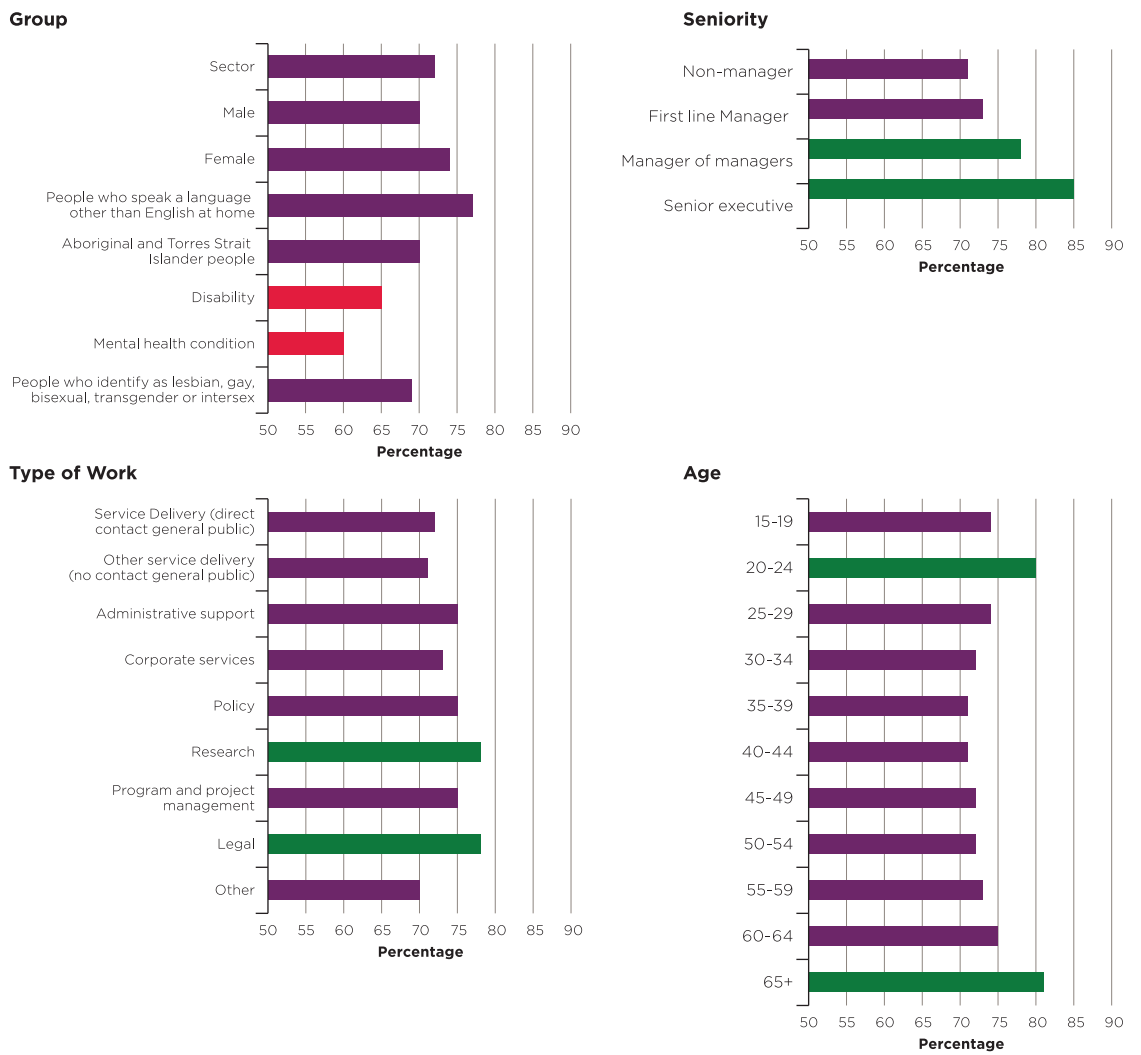 Group
Sector
Male
Female
People who speak a language
other than English at home
Aboriginal and Torres Strait
Islander people
Disability
Mental health condition
People who identify as lesbian, gay,
bisexual, transgender or intersex
50 55 60 65 70 75 80 85 90
Percentage
Seniority
Non-manager
First line Manager
Manager of managers
Senior executive
50 55 60 65 70 75 80 85 90
Percentage
Type of Work
Service Delivery (direct
contact general public)
Other service delivery
(no contact general public)
Administrative support
Corporate services
Policy
Research
Program and project
management
Legal
Other
50 55 60 65 70 75 80 85 90
Percentage
Age
15-19
20-24
25-29
30-34
35-39
40-44
45-49
50-54
55-59
60-64
65+
50 55 60 65 70 75 80 85 90
Percentage